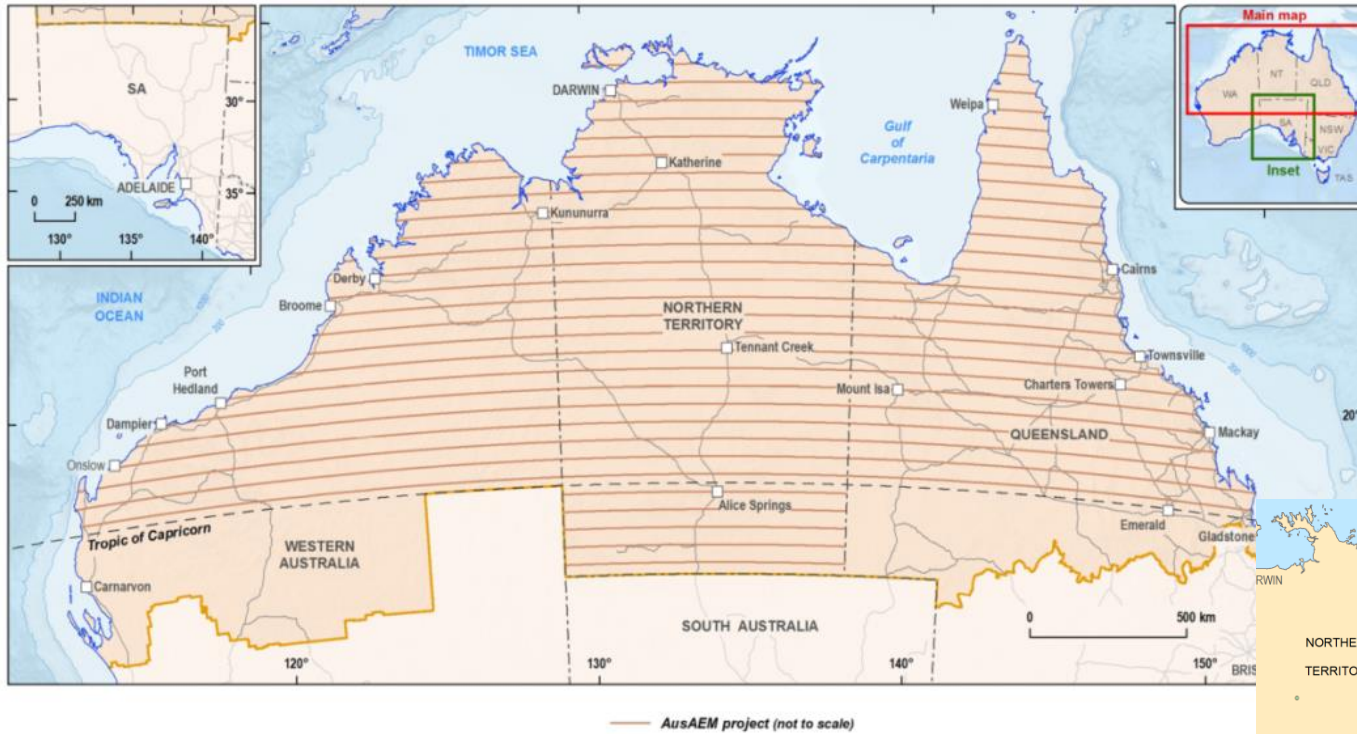 SA
30°
ADELAIDE
35°
0 250 km
130° 135° 140°
TIMOR SEA
DARWIN
Weipa
Gulf
of
Carpentaria
Katherine
Kununurra
Main map
NT
WA
QLD
SA
NSW
VIC
TAS
Inset
Derby
Broome
INDIAN
OCEAN
1000
200
Cairns
NORTHERN
TERRITORY
Tennant Creek
Townsville
Port
Hedland
Mount Isa
Charters Towers
Dampier
QUEENSLAND
Mackay
20°
Onslow
Alice Springs
Emerald
Gladstone
Tropic of Capricorn
WESTERN
AUSTRALIA
Carnarvon
SOUTH AUSTRALIA
0 500 km
120° 130° 140° 150°
BRIS
RWIN
NORTHE
TERRITO
AusAEM project (not to scale)